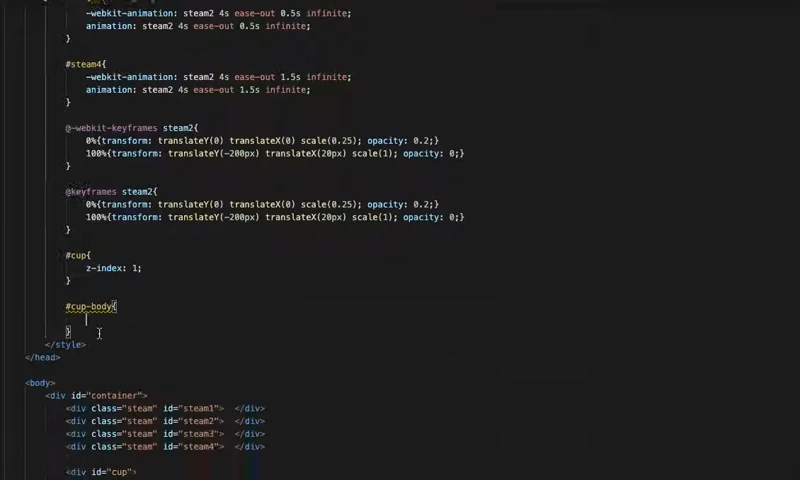 -webkit-animation: steam2 4s ease-out 0.5s infinite;
animation: steam2 4s ease-out 0.5s infinite;
}
#steam4{
-webkit-animation: steam2 4s ease-out 1.5s infinite;
animation: steam2 4s ease-out 1.5s infinite;
}
@-webkit-keyframes steam2{
0%{transform: translateY(0) translateX(0) scale(0.25); opacity: 0.2;}
100%{transform: translateY(-200px) translateX(20px) scale(1); opacity: 0;}
}
@keyframes steam2{
0%{transform: translateY(0) translateX(0) scale(0.25); opacity: 0.2;}
100%{transform: translateY(-200px) translateX(20px) scale(1); opacity: 0;}
}
#cup{
z-index: 1;
}
#cup-body{
}
</style>
</head>
<body>
<div id="container">
<div class="steam" id="steam1">  </div>
<div class="steam" id="steam2">  </div>
<div class="steam" id="steam3">  </div>
<div class="steam" id="steam4">  </div>
<div id="cup">